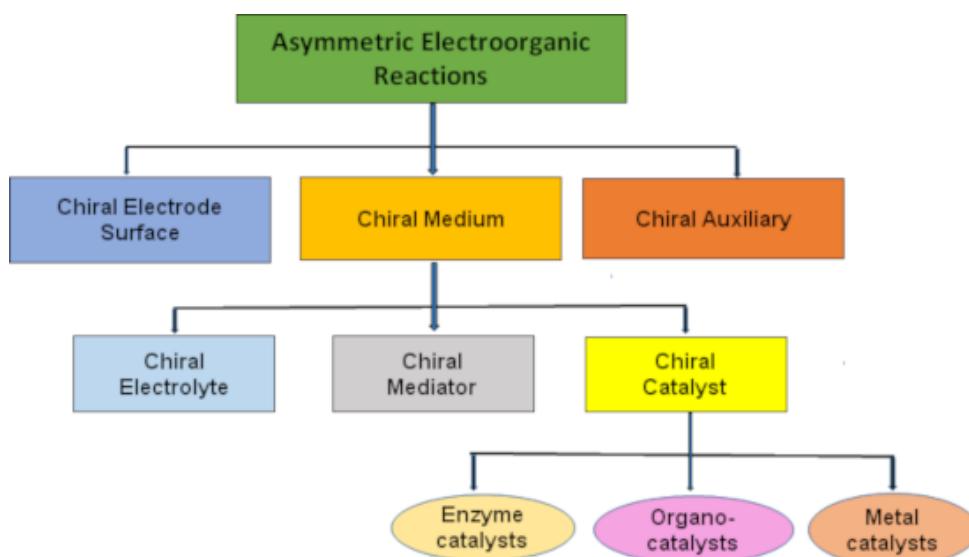 Asymmetric Electroorganic
Reactions
Chiral Electrode
Surface
Chiral Medium
Chiral Auxiliary
Chiral
Electrolyte
Chiral
Mediator
Chiral
Catalyst
Enzyme
catalysts
Organo-
catalysts
Metal
catalysts